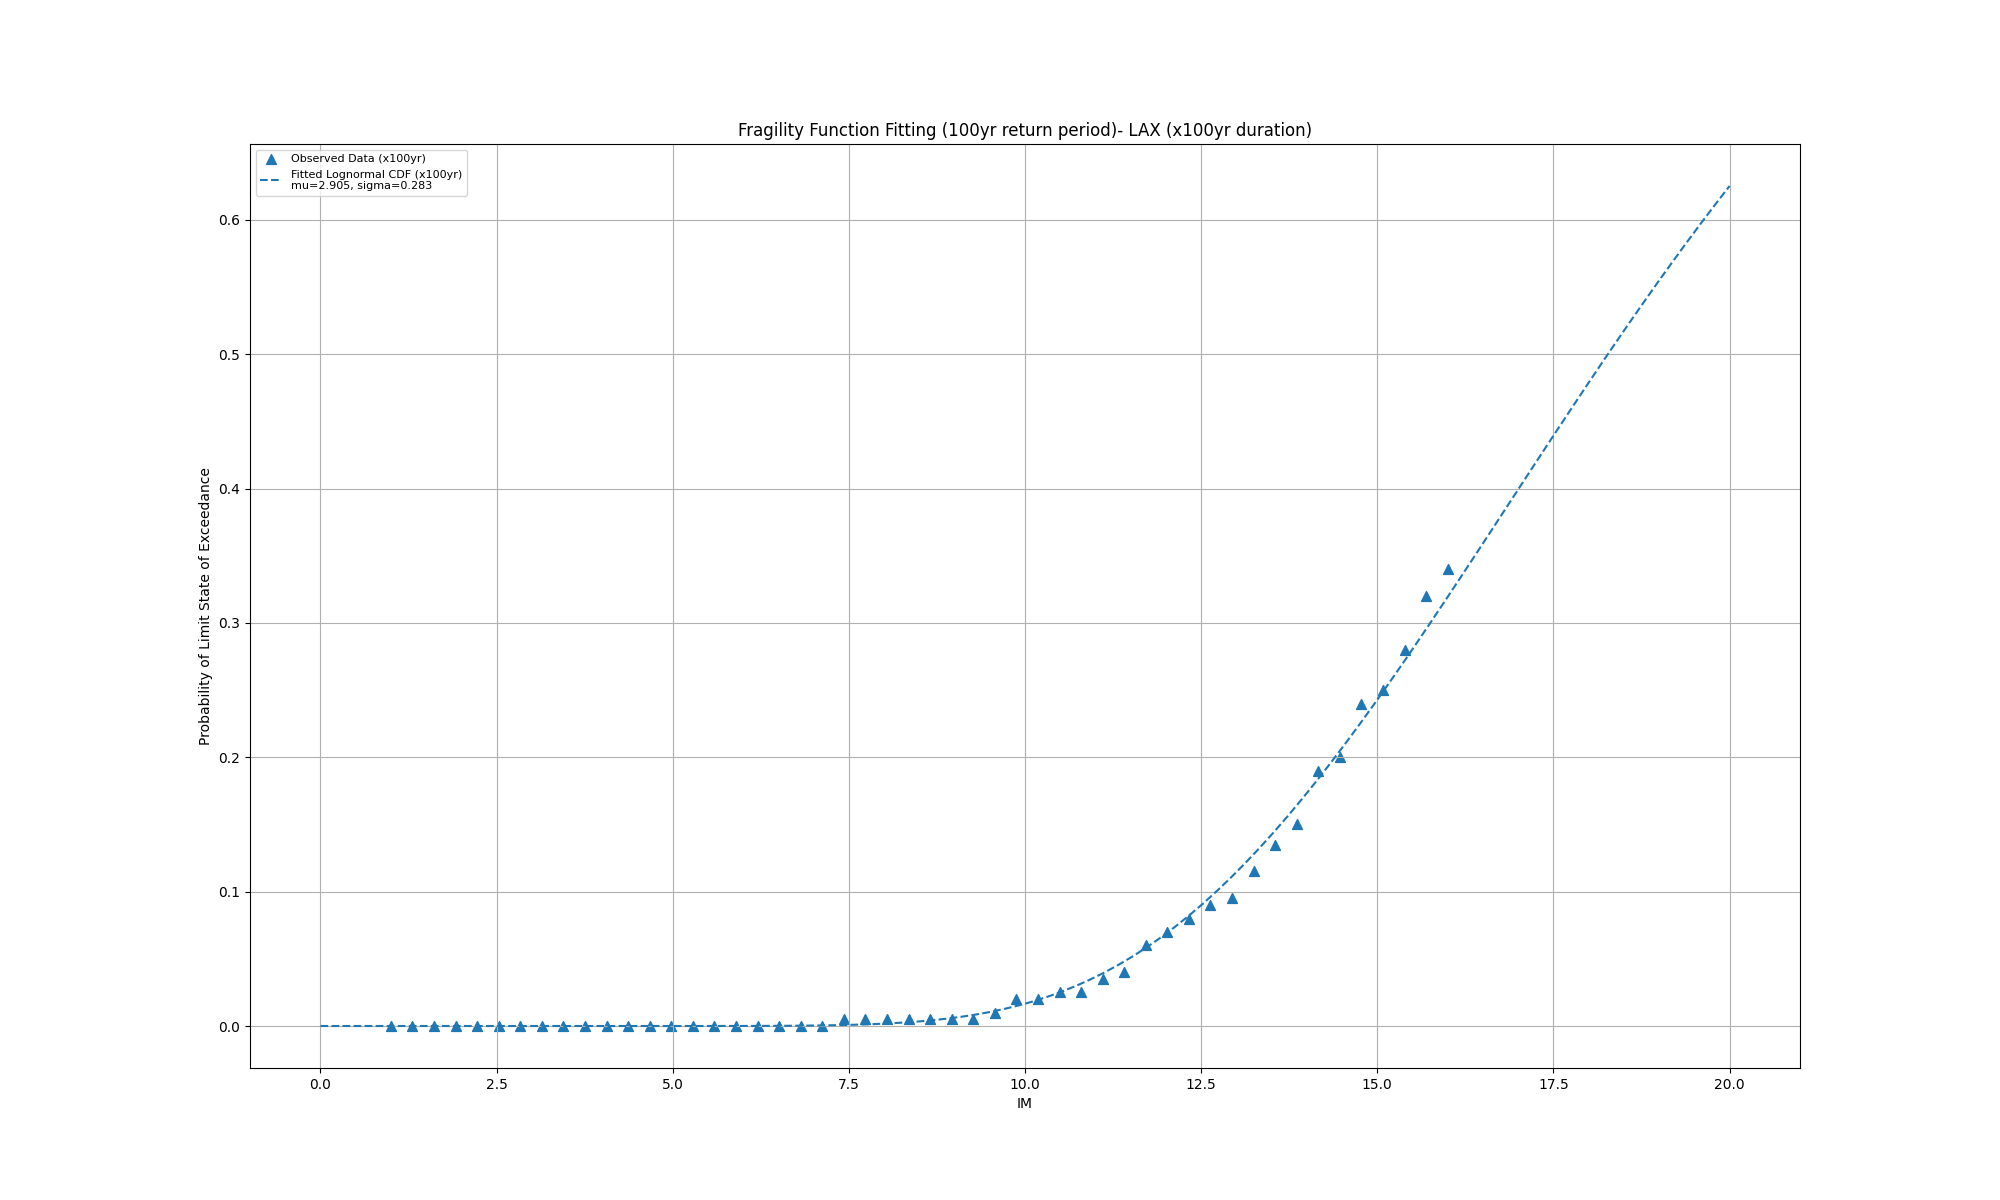 Fragility Function Fitting (100yr return period)- LAX (x100yr duration)
Observed Data (x100yr)
Fitted Lognormal CDF (x100yr)
mu=2.905, sigma=0.283
0.6
0.5
0.4
0.3
0.2
0.1
0.0
Probability of Limit State of Exceedance
0.0 2.5 5.0 7.5 10.0 12.5 15.0 17.5 20.0
IM